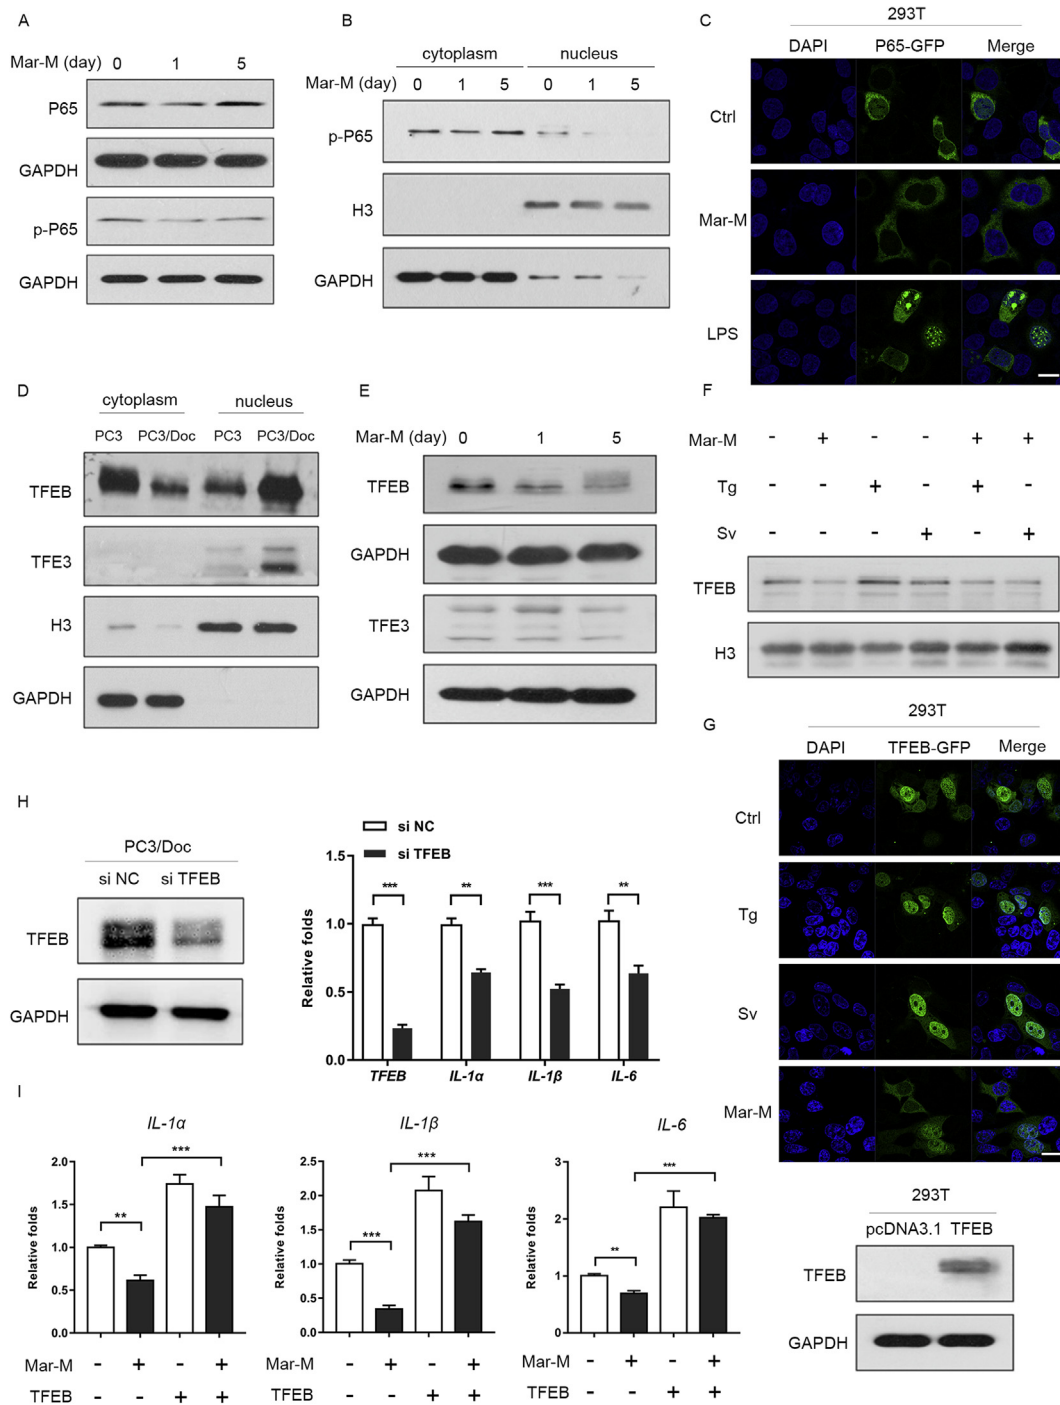 A
Mar-M (day) 0 1 5
P65
GAPDH
p-P65
GAPDH
B
cytoplasm nucleus
Mar-M (day) 0 1 5 0 1 5
p-P65
H3
GAPDH
C
293T
DAPI P65-GFP Merge
Ctrl
Mar-M
LPS
D
cytoplasm nucleus
PC3 PC3/Doc PC3 PC3/Doc
TFEB
TFE3
H3
GAPDH
E
Mar-M (day) 0 1 5
TFEB
GAPDH
TFE3
GAPDH
F
Mar-M - + - - + +
Tg - - + - + -
Sv - - - + - +
TFEB
H3
G
293T
DAPI TFEB-GFP Merge
Ctrl
Tg
Sv
Mar-M
H
PC3/Doc
si NC si TFEB
TFEB
GAPDH
si NC
si TFEB
Relative folds
1.5
1.0
0.5
0.0
*** ** *** **
TFEB IL-1α IL-1β IL-6
I
IL-1α
Relative folds
2.0
1.5
1.0
0.5
0.0
***
**
Mar-M - + - +
TFEB - - + +
IL-1β
Relative folds
2.5
2.0
1.5
1.0
0.5
0.0
***
***
Mar-M - + - +
TFEB - - + +
IL-6
Relative folds
3
2
1
0
***
**
Mar-M - + - +
TFEB - - + +
293T
pcDNA3.1 TFEB
TFEB
GAPDH